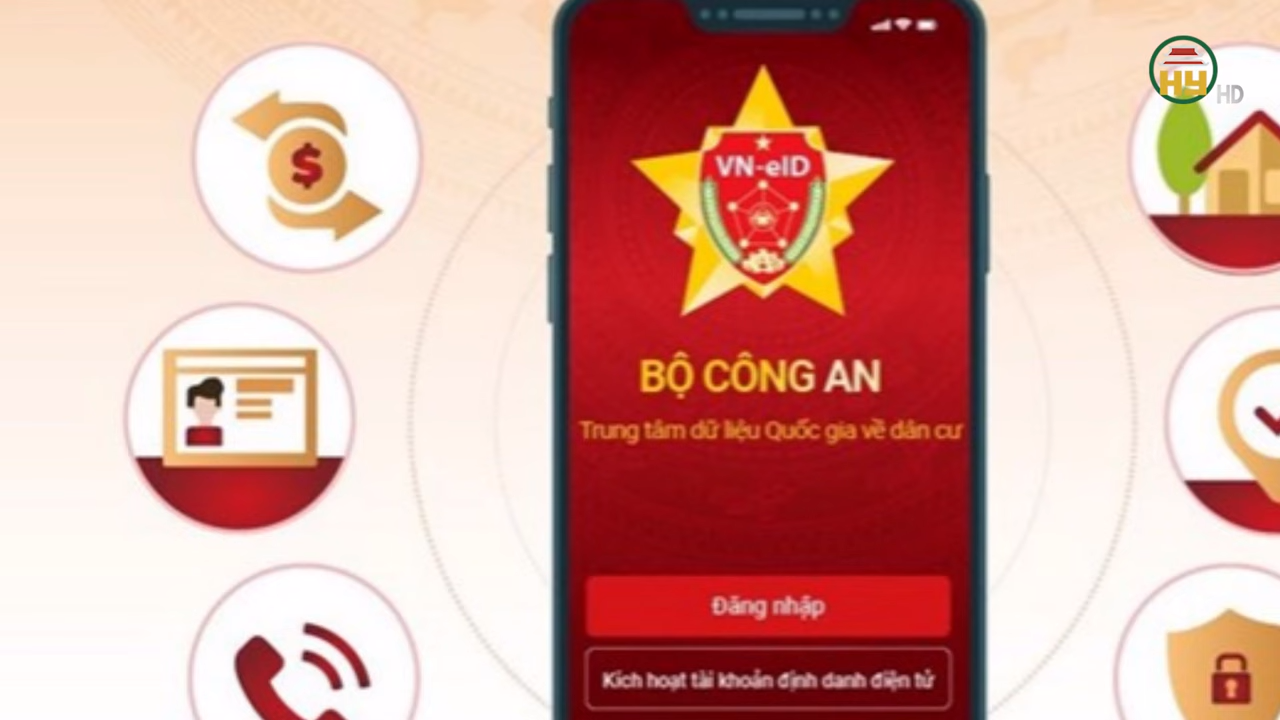 HY HD
$
VN-eID
BỘ CÔNG AN
Trung tâm dữ liệu Quốc gia về dân cư
Đăng nhập
Kích hoạt tài khoản định danh điện tử